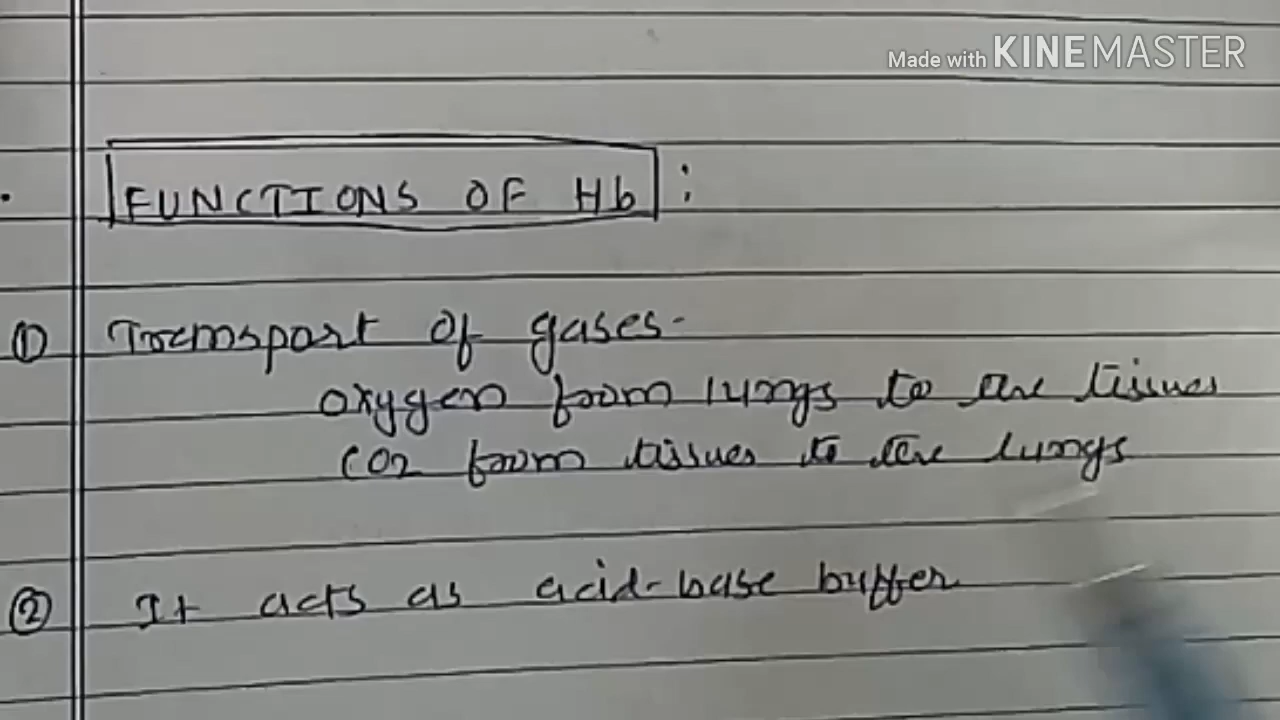 Made with KINEMASTER
FUNCTIONS OF Hb :
① Transport of gases-
oxygen from lungs to the tissues
CO2 from tissues to the lungs
② It acts as acid-base buffer